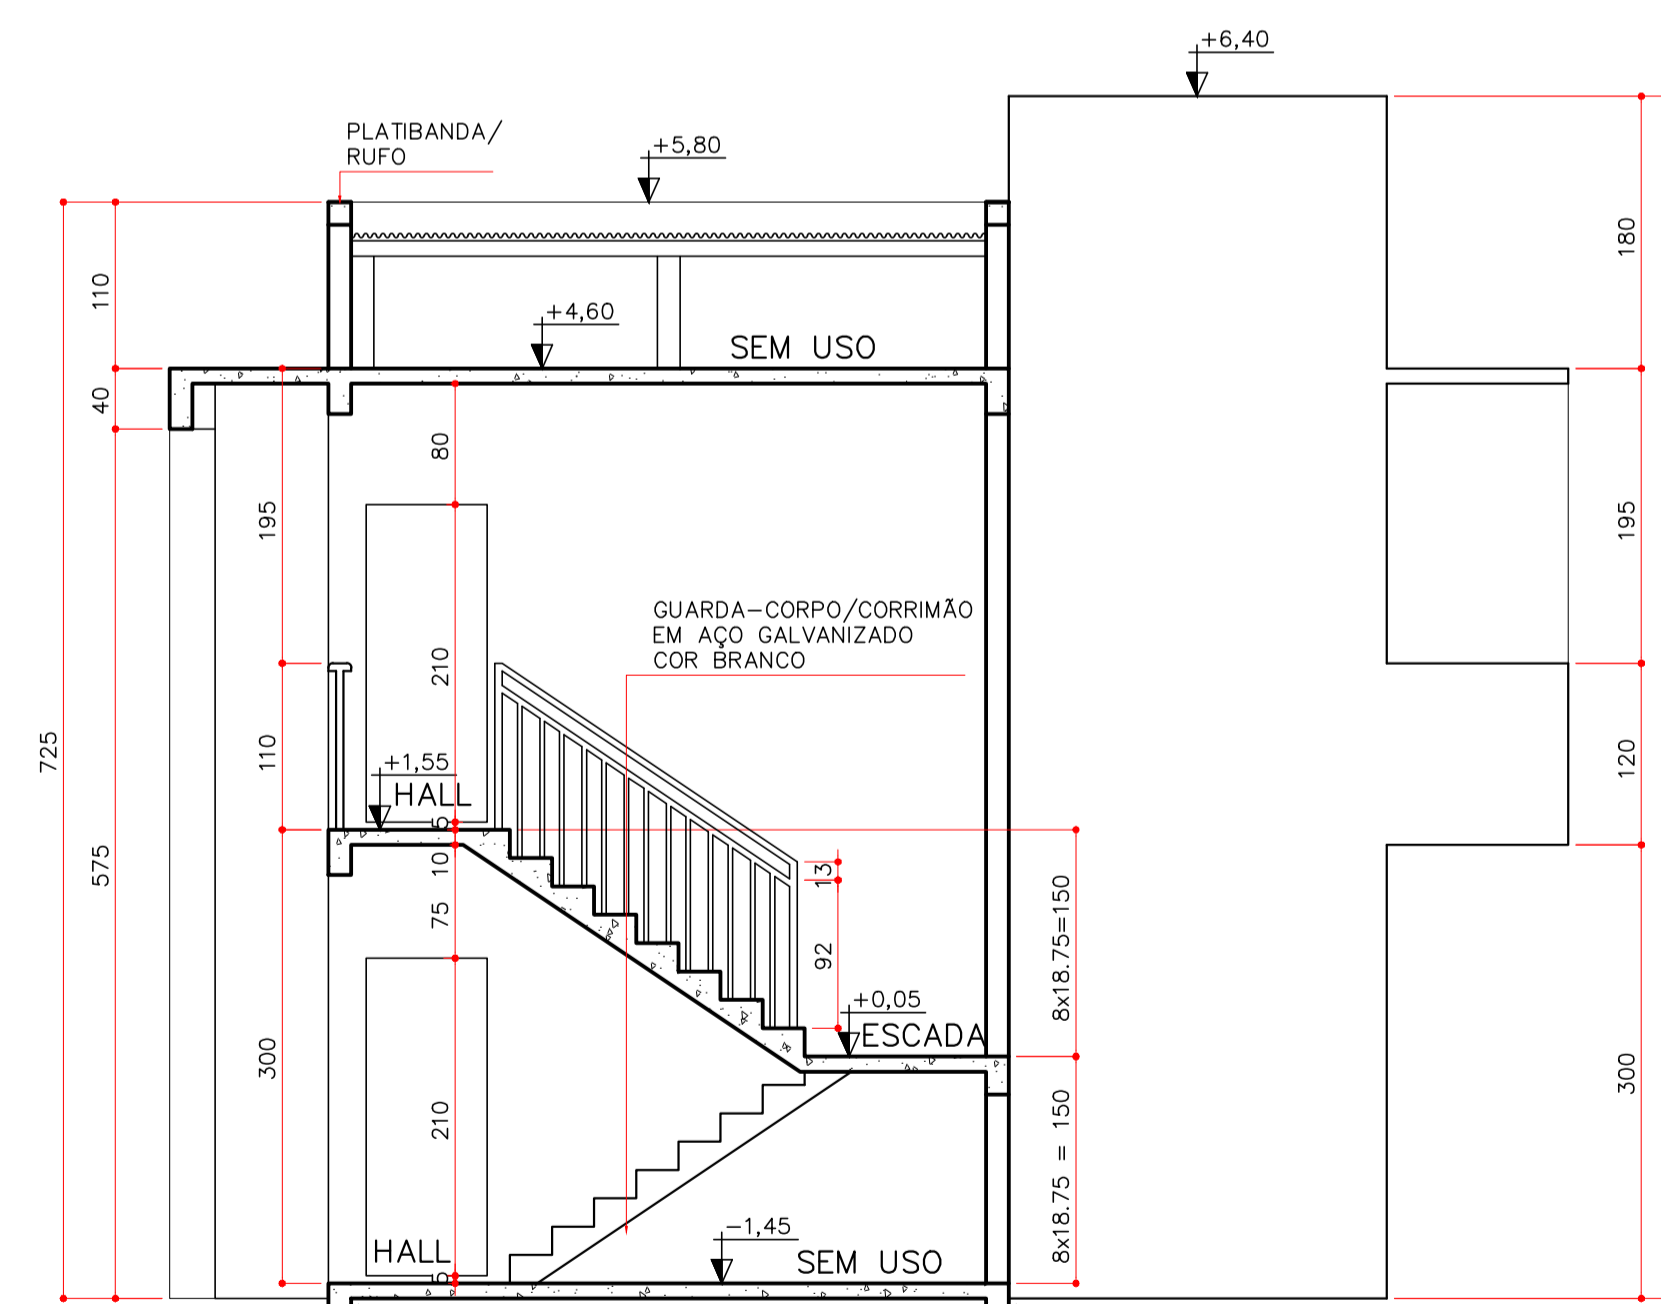 +6,40
PLATIBANDA/
RUFO
+5,80
180
110
+4,60
SEM USO
40
80
195
195
GUARDA-CORPO/CORRIMÃO
EM AÇO GALVANIZADO
COR BRANCO
210
725
110
120
+1,55
HALL
5
575
10
13
8x18.75=150
75
92
+0,05
ESCADA
300
300
210
8x18.75 = 150
-1,45
HALL
SEM USO
5